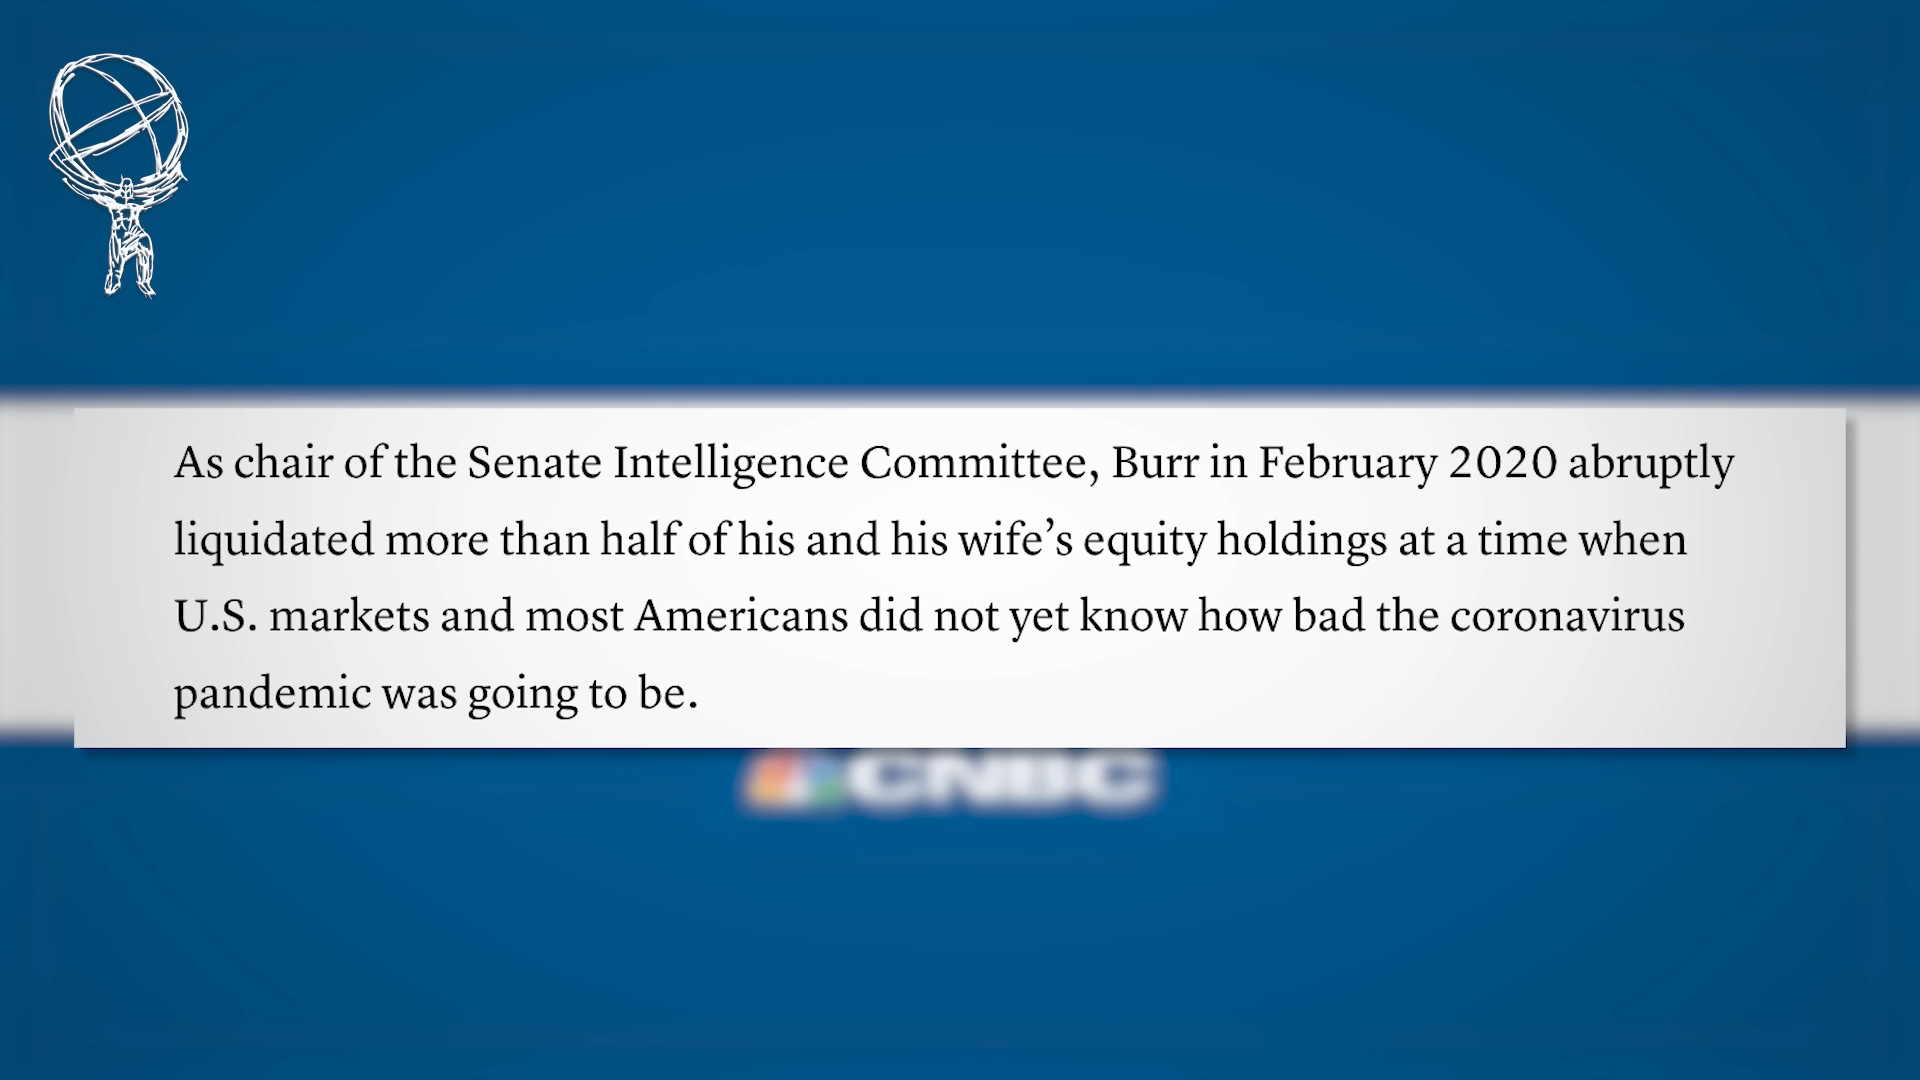 As chair of the Senate Intelligence Committee, Burr in February 2020 abruptly
liquidated more than half of his and his wife’s equity holdings at a time when
U.S. markets and most Americans did not yet know how bad the coronavirus
pandemic was going to be.
CNBC